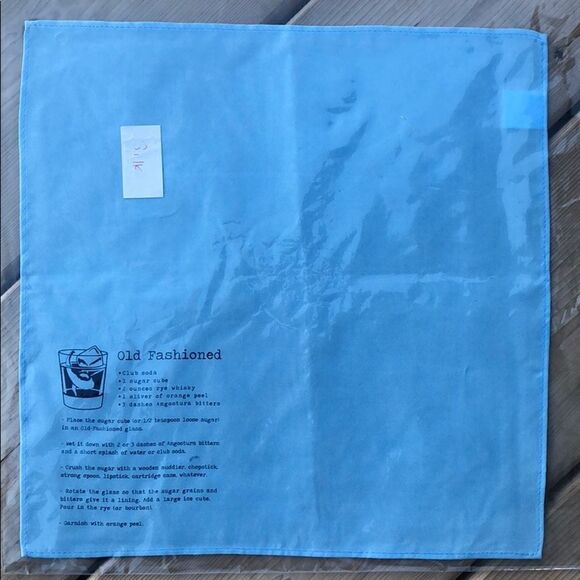 Silk
Old Fashioned
•Club soda
•1 sugar cube
•2 ounces rye whisky
•1 sliver of orange peel
•3 dashes Angostura bitters
- Place the sugar cube (or 1/2 teaspoon loose sugar)
in an Old-Fashioned glass.
- Wet it down with 2 or 3 dashes of Angostura bitters
and a short splash of water or club soda.
- Crush the sugar with a wooden muddler, chopstick,
strong spoon, lipstick, cartridge case, whatever.
- Rotate the glass so that the sugar grains and
bitters give it a lining. Add a large ice cube.
Pour in the rye (or bourbon).
- Garnish with orange peel.